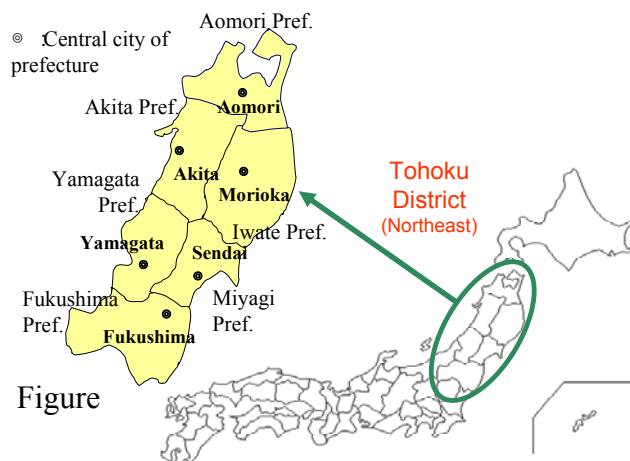 Aomori Pref.
◎ :Central city of
prefecture
Akita Pref.
Aomori
Akita
Morioka
Yamagata
Pref.
Iwate Pref.
Yamagata
Sendai
Miyagi
Pref.
Fukushima
Pref.
Fukushima
Figure
Tohoku
District
(Northeast)